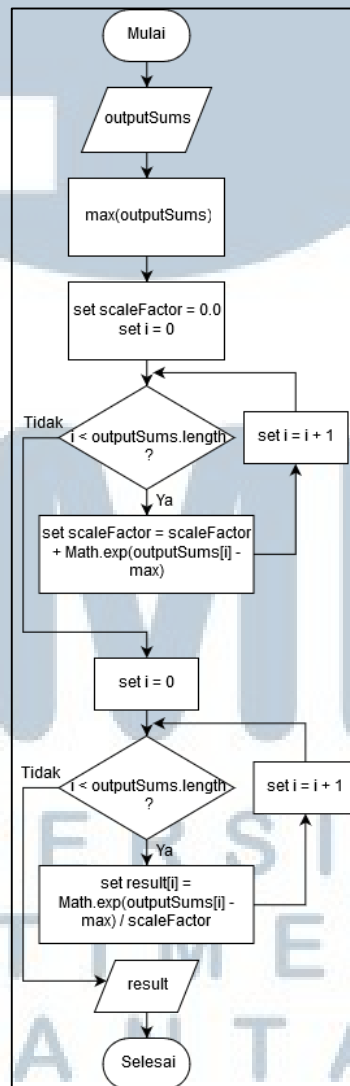 Mulai
outputSums
max(outputSums)
set scaleFactor = 0.0
set i = 0
Tidak
i < outputSums.length
?
set i = i + 1
Ya
set scaleFactor = scaleFactor
+ Math.exp(outputSums[i] -
max)
set i = 0
Tidak
i < outputSums.length
?
set i = i + 1
Ya
set result[i] =
Math.exp(outputSums[i] -
max) / scaleFactor
result
Selesai